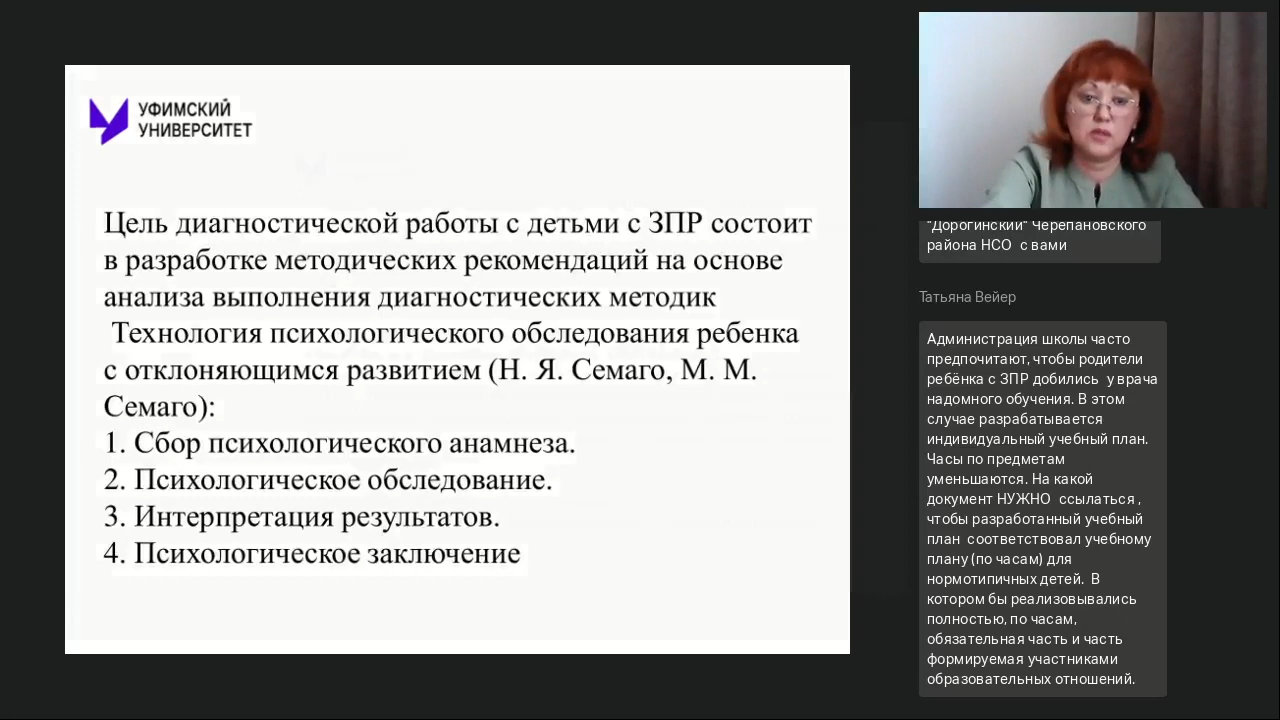 УФИМСКИЙ
УНИВЕРСИТЕТ
Цель диагностической работы с детьми с ЗПР состоит
в разработке методических рекомендаций на основе
анализа выполнения диагностических методик
Технология психологического обследования ребенка
с отклоняющимся развитием (Н. Я. Семаго, М. М.
Семаго):
1. Сбор психологического анамнеза.
2. Психологическое обследование.
3. Интерпретация результатов.
4. Психологическое заключение
"Дорогинский" Черепановского
района НСО с вами
Татьяна Вейер
Администрация школы часто
предпочитают, чтобы родители
ребёнка с ЗПР добились у врача
надомного обучения. В этом
случае разрабатывается
индивидуальный учебный план.
Часы по предметам
уменьшаются. На какой
документ НУЖНО ссылаться ,
чтобы разработанный учебный
план соответствовал учебному
плану (по часам) для
нормотипичных детей. В
котором бы реализовывались
полностью, по часам,
обязательная часть и часть
формируемая участниками
образовательных отношений.